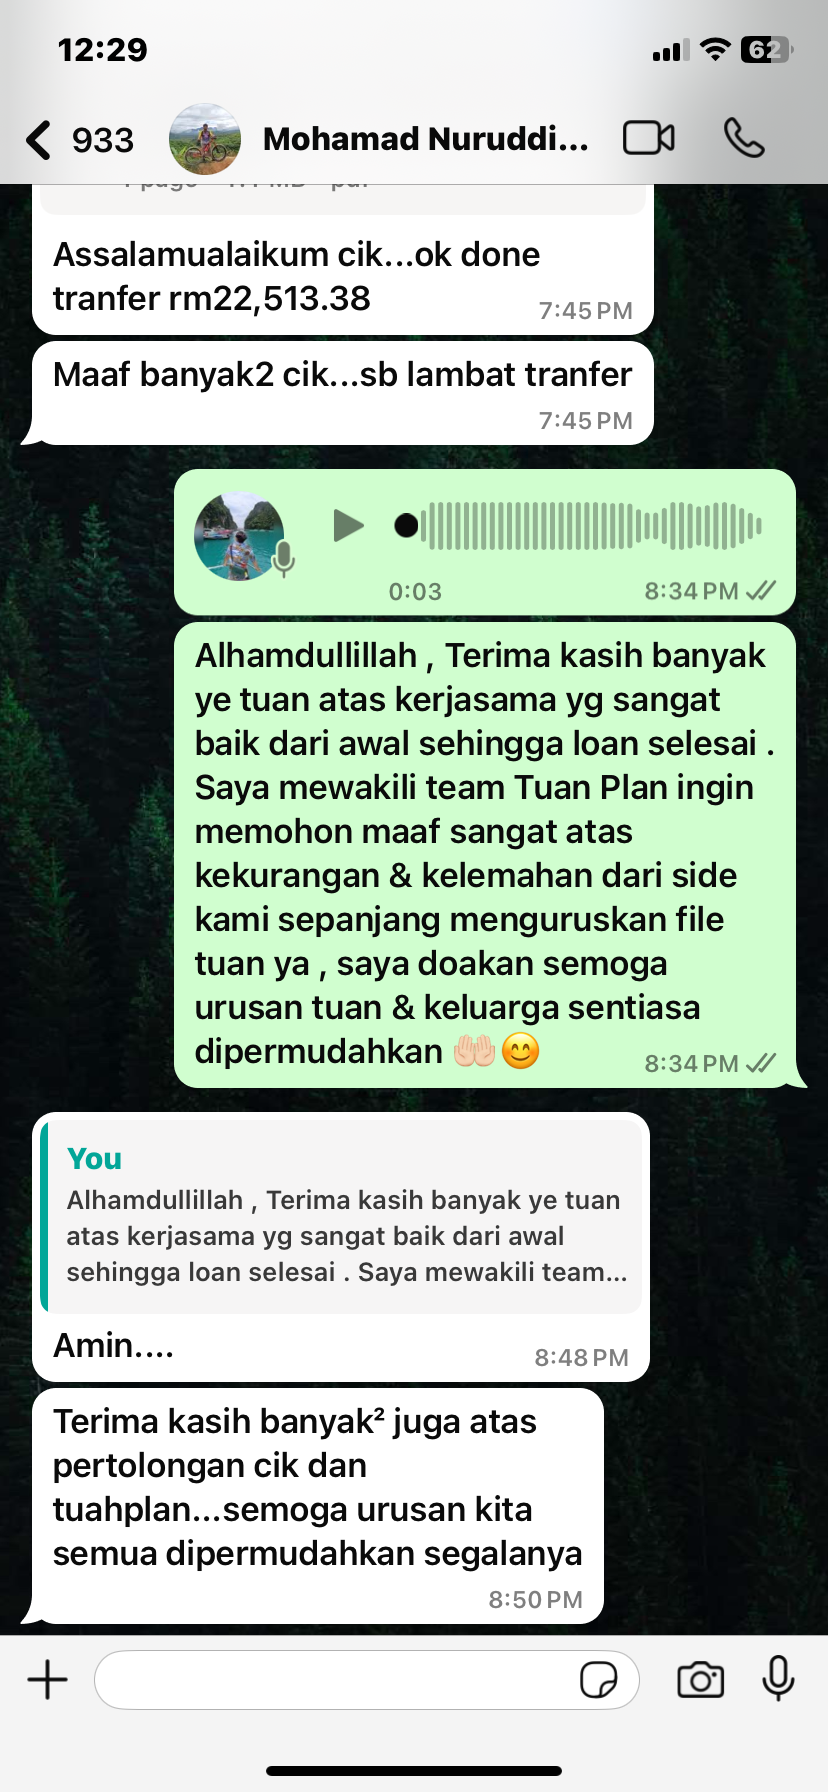 12:29
62
933
Mohamad Nuruddi...
Assalamualaikum cik...ok done
tranfer rm22,513.38
7:45 PM
Maaf banyak2 cik...sb lambat tranfer
7:45 PM
0:03
8:34 PM
Alhamdullillah , Terima kasih banyak
ye tuan atas kerjasama yg sangat
baik dari awal sehingga loan selesai .
Saya mewakili team Tuan Plan ingin
memohon maaf sangat atas
kekurangan & kelemahan dari side
kami sepanjang menguruskan file
tuan ya , saya doakan semoga
urusan tuan & keluarga sentiasa
dipermudahkan 🤲🏻😊
8:34 PM
You
Alhamdullillah , Terima kasih banyak ye tuan
atas kerjasama yg sangat baik dari awal
sehingga loan selesai . Saya mewakili team...
Amin....
8:48 PM
Terima kasih banyak² juga atas
pertolongan cik dan
tuahplan...semoga urusan kita
semua dipermudahkan segalanya
8:50 PM